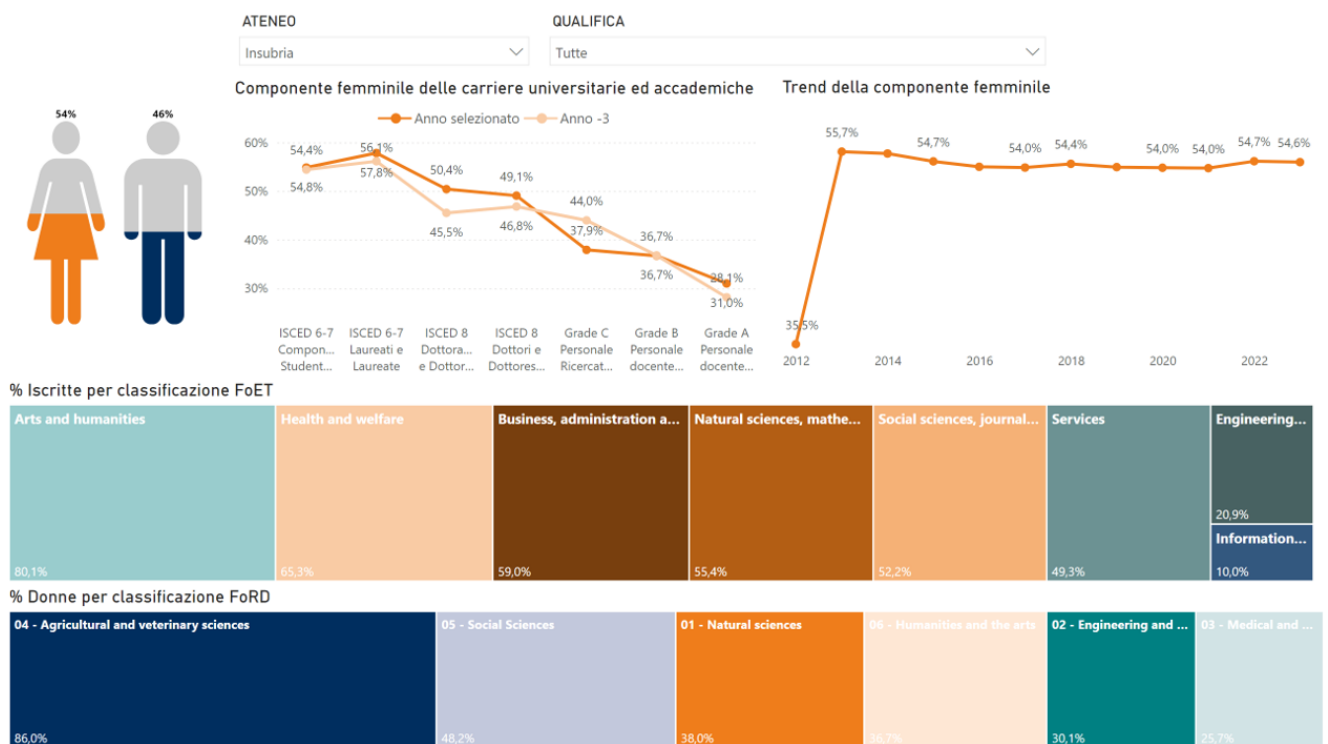 ATENEO
QUALIFICA
Insubria
Tutte
Componente femminile delle carriere universitarie ed accademiche
Trend della componente femminile
54%
46%
Anno selezionato
Anno -3
60%
50%
40%
30%
54,4%
54,8%
56,1%
57,8%
50,4%
45,5%
49,1%
46,8%
44,0%
37,9%
36,7%
36,7%
28,1%
31,0%
ISCED 6-7
Compon...
Student...
ISCED 6-7
Laureati e
Laureate
ISCED 8
Dottora...
e Dottor...
ISCED 8
Dottori e
Dottores...
Grade C
Personale
Ricercat...
Grade B
Personale
docente...
Grade A
Personale
docente...
35,5%
55,7%
54,7%
54,0%
54,4%
54,0%
54,0%
54,7%
54,6%
2012
2014
2016
2018
2020
2022
% Iscritte per classificazione FoET
Arts and humanities
80,1%
Health and welfare
65,3%
Business, administration a...
59,0%
Natural sciences, mathe...
55,4%
Social sciences, journal...
52,2%
Services
49,3%
Engineering...
20,9%
Information...
10,0%
% Donne per classificazione FoRD
04 - Agricultural and veterinary sciences
86,0%
05 - Social Sciences
48,2%
01 - Natural sciences
38,0%
06 - Humanities and the arts
36,7%
02 - Engineering and ...
30,1%
03 - Medical and ...
25,7%